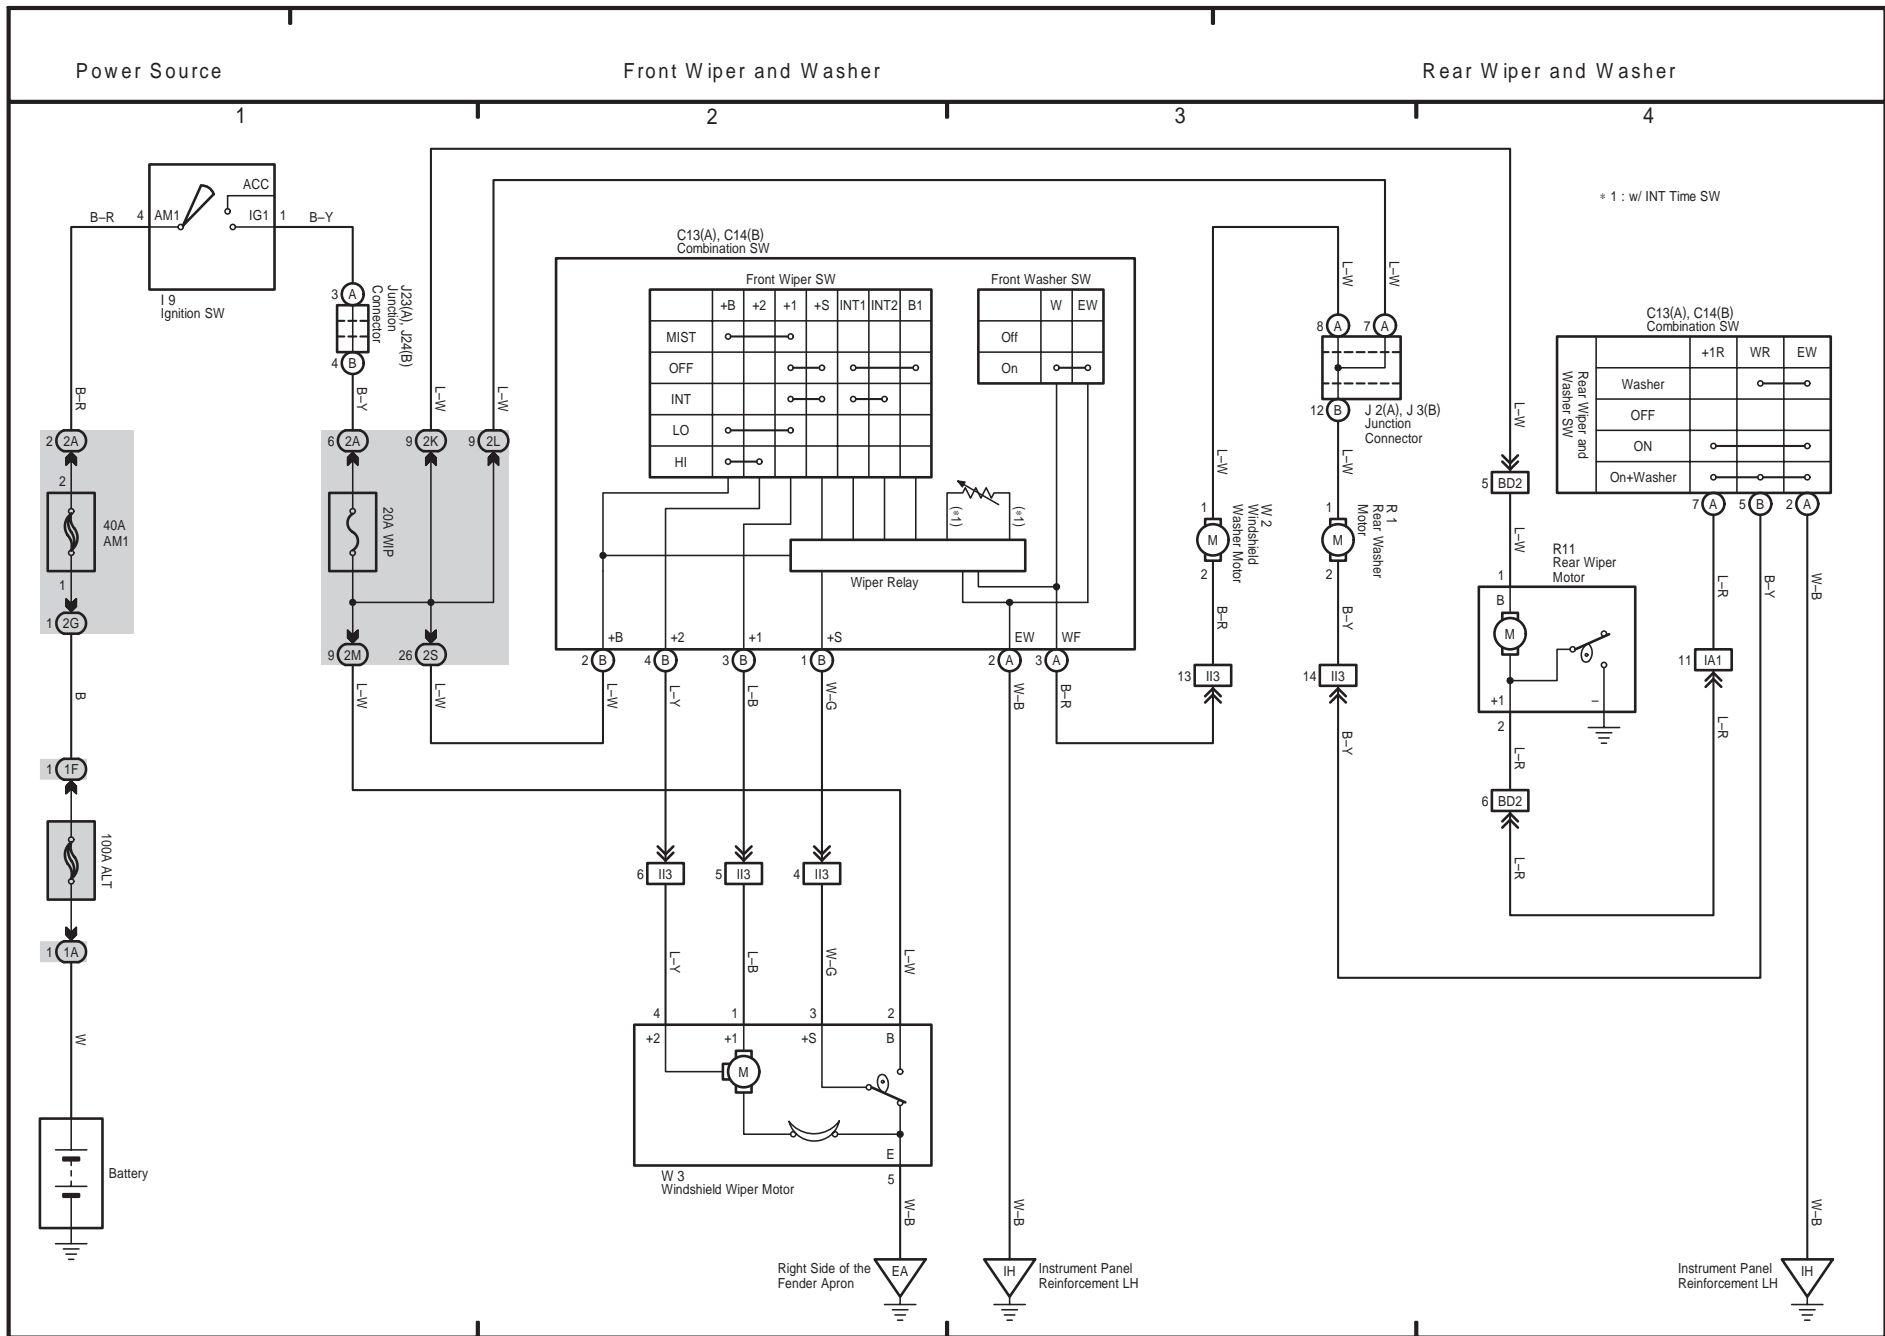 Power Source
Front Wiper and Washer
Rear Wiper and Washer
1
2
3
4
ACC
AM1
IG1
4
1
B–R
B–Y
I 9
Ignition SW
* 1 : w/ INT Time SW
3
A
4
B
J23(A), J24(B)
Junction
Connector
B–R
B–Y
L–W
L–W
2
2A
6
2A
9
2K
9
2L
2
40A
AM1
1
1
2G
20A WIP
9
2M
26
2S
B
L–W
L–W
1
1F
100A ALT
1
1A
W
Battery
C13(A), C14(B)
Combination SW
Front Wiper SW
+B
+2
+1
+S
INT1
INT2
B1
MIST
OFF
INT
LO
HI
Front Washer SW
W
EW
Off
On
(*1)
(*1)
Wiper Relay
+B
+2
+1
+S
EW
WF
2
B
4
B
3
B
1
B
2
A
3
A
L–W
L–Y
L–B
W–G
W–B
B–R
6
II3
5
II3
4
II3
L–Y
L–B
W–G
L–W
4
1
3
2
+2
+1
+S
B
M
E
5
W 3
Windshield Wiper Motor
W–B
W–B
Right Side of the
Fender Apron
EA
IH
Instrument Panel
Reinforcement LH
L–W
L–W
8
A
7
A
12
B
J 2(A), J 3(B)
Junction
Connector
L–W
L–W
1
M
2
W 2
Windshield
Washer Motor
1
M
2
R 1
Rear Washer
Motor
B–R
B–Y
13
II3
14
II3
B–Y
L–W
5
BD2
L–W
R11
Rear Wiper
Motor
1
B
M
+1
–
2
L–R
6
BD2
L–R
C13(A), C14(B)
Combination SW
Rear Wiper and
Washer SW
+1R
WR
EW
Washer
OFF
ON
On+Washer
7
A
5
B
2
A
L–R
B–Y
W–B
11
IA1
L–R
W–B
Instrument Panel
Reinforcement LH
IH